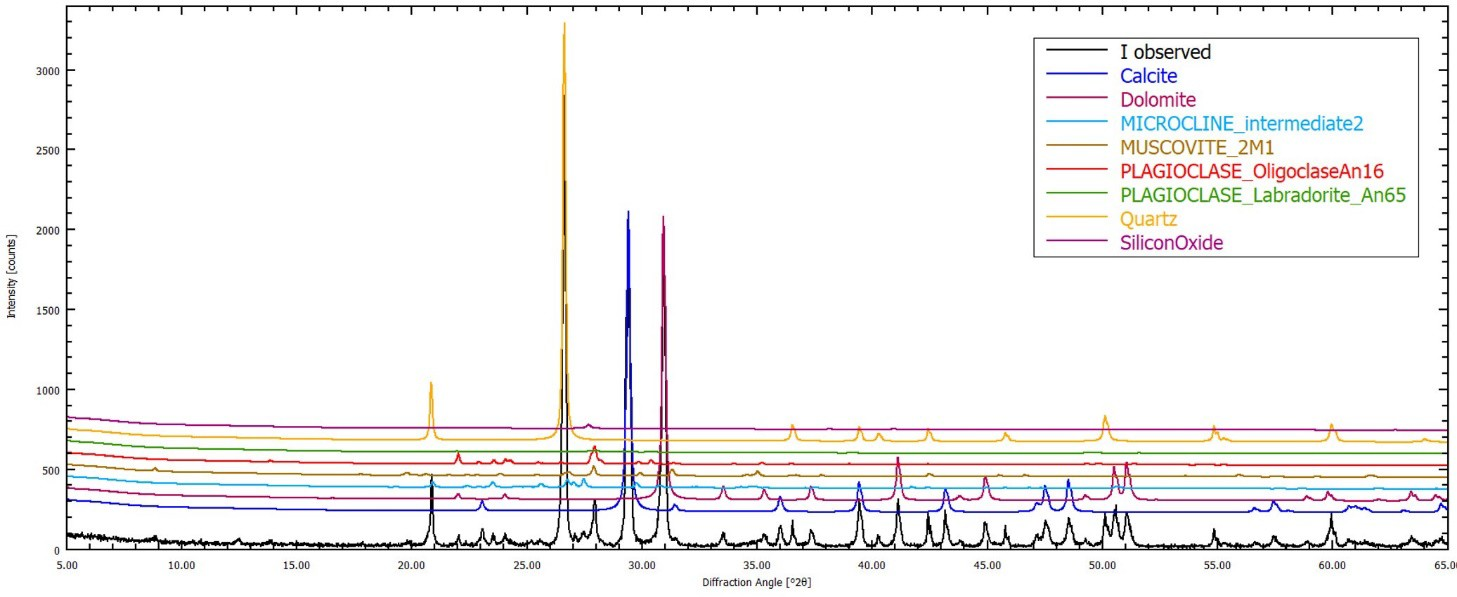 3000
2500
2000
1500
1000
500
0
Intensity [counts]
I observed
Calcite
Dolomite
MICROCLINE_intermediate2
MUSCOVITE_2M1
PLAGIOCLASE_OligoclaseAn16
PLAGIOCLASE_Labradorite_An65
Quartz
SiliconOxide
5.00 10.00 15.00 20.00 25.00 30.00 35.00 40.00 45.00 50.00 55.00 60.00 65.0
Diffraction Angle [°2θ]